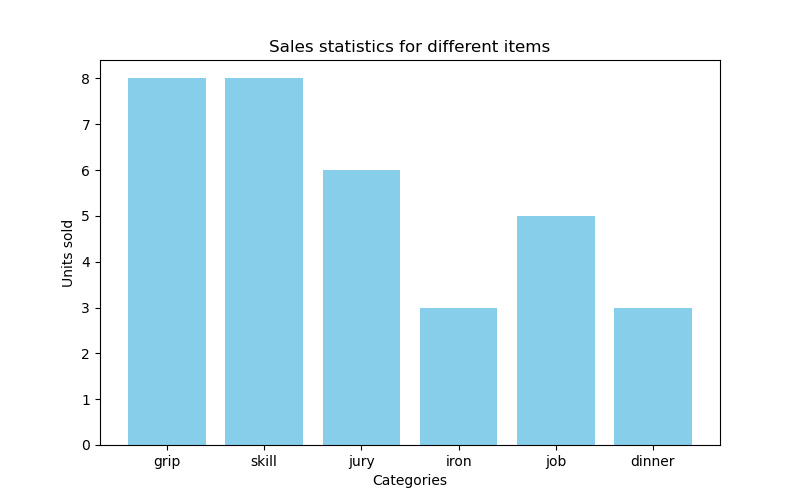 Sales statistics for different items
Units sold
8
7
6
5
4
3
2
1
0
grip skill jury iron job dinner
Categories